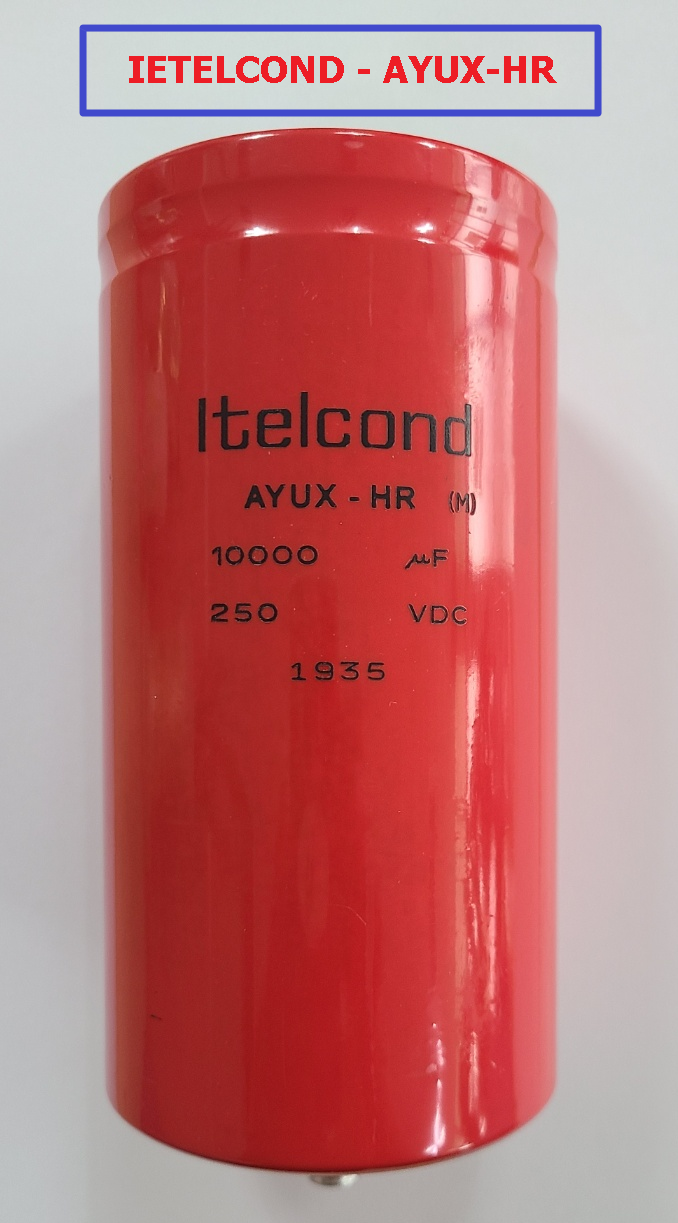 IETELCOND - AYUX-HR
Itelcond
AYUX - HR (M)
10000 µF
250 VDC
1935